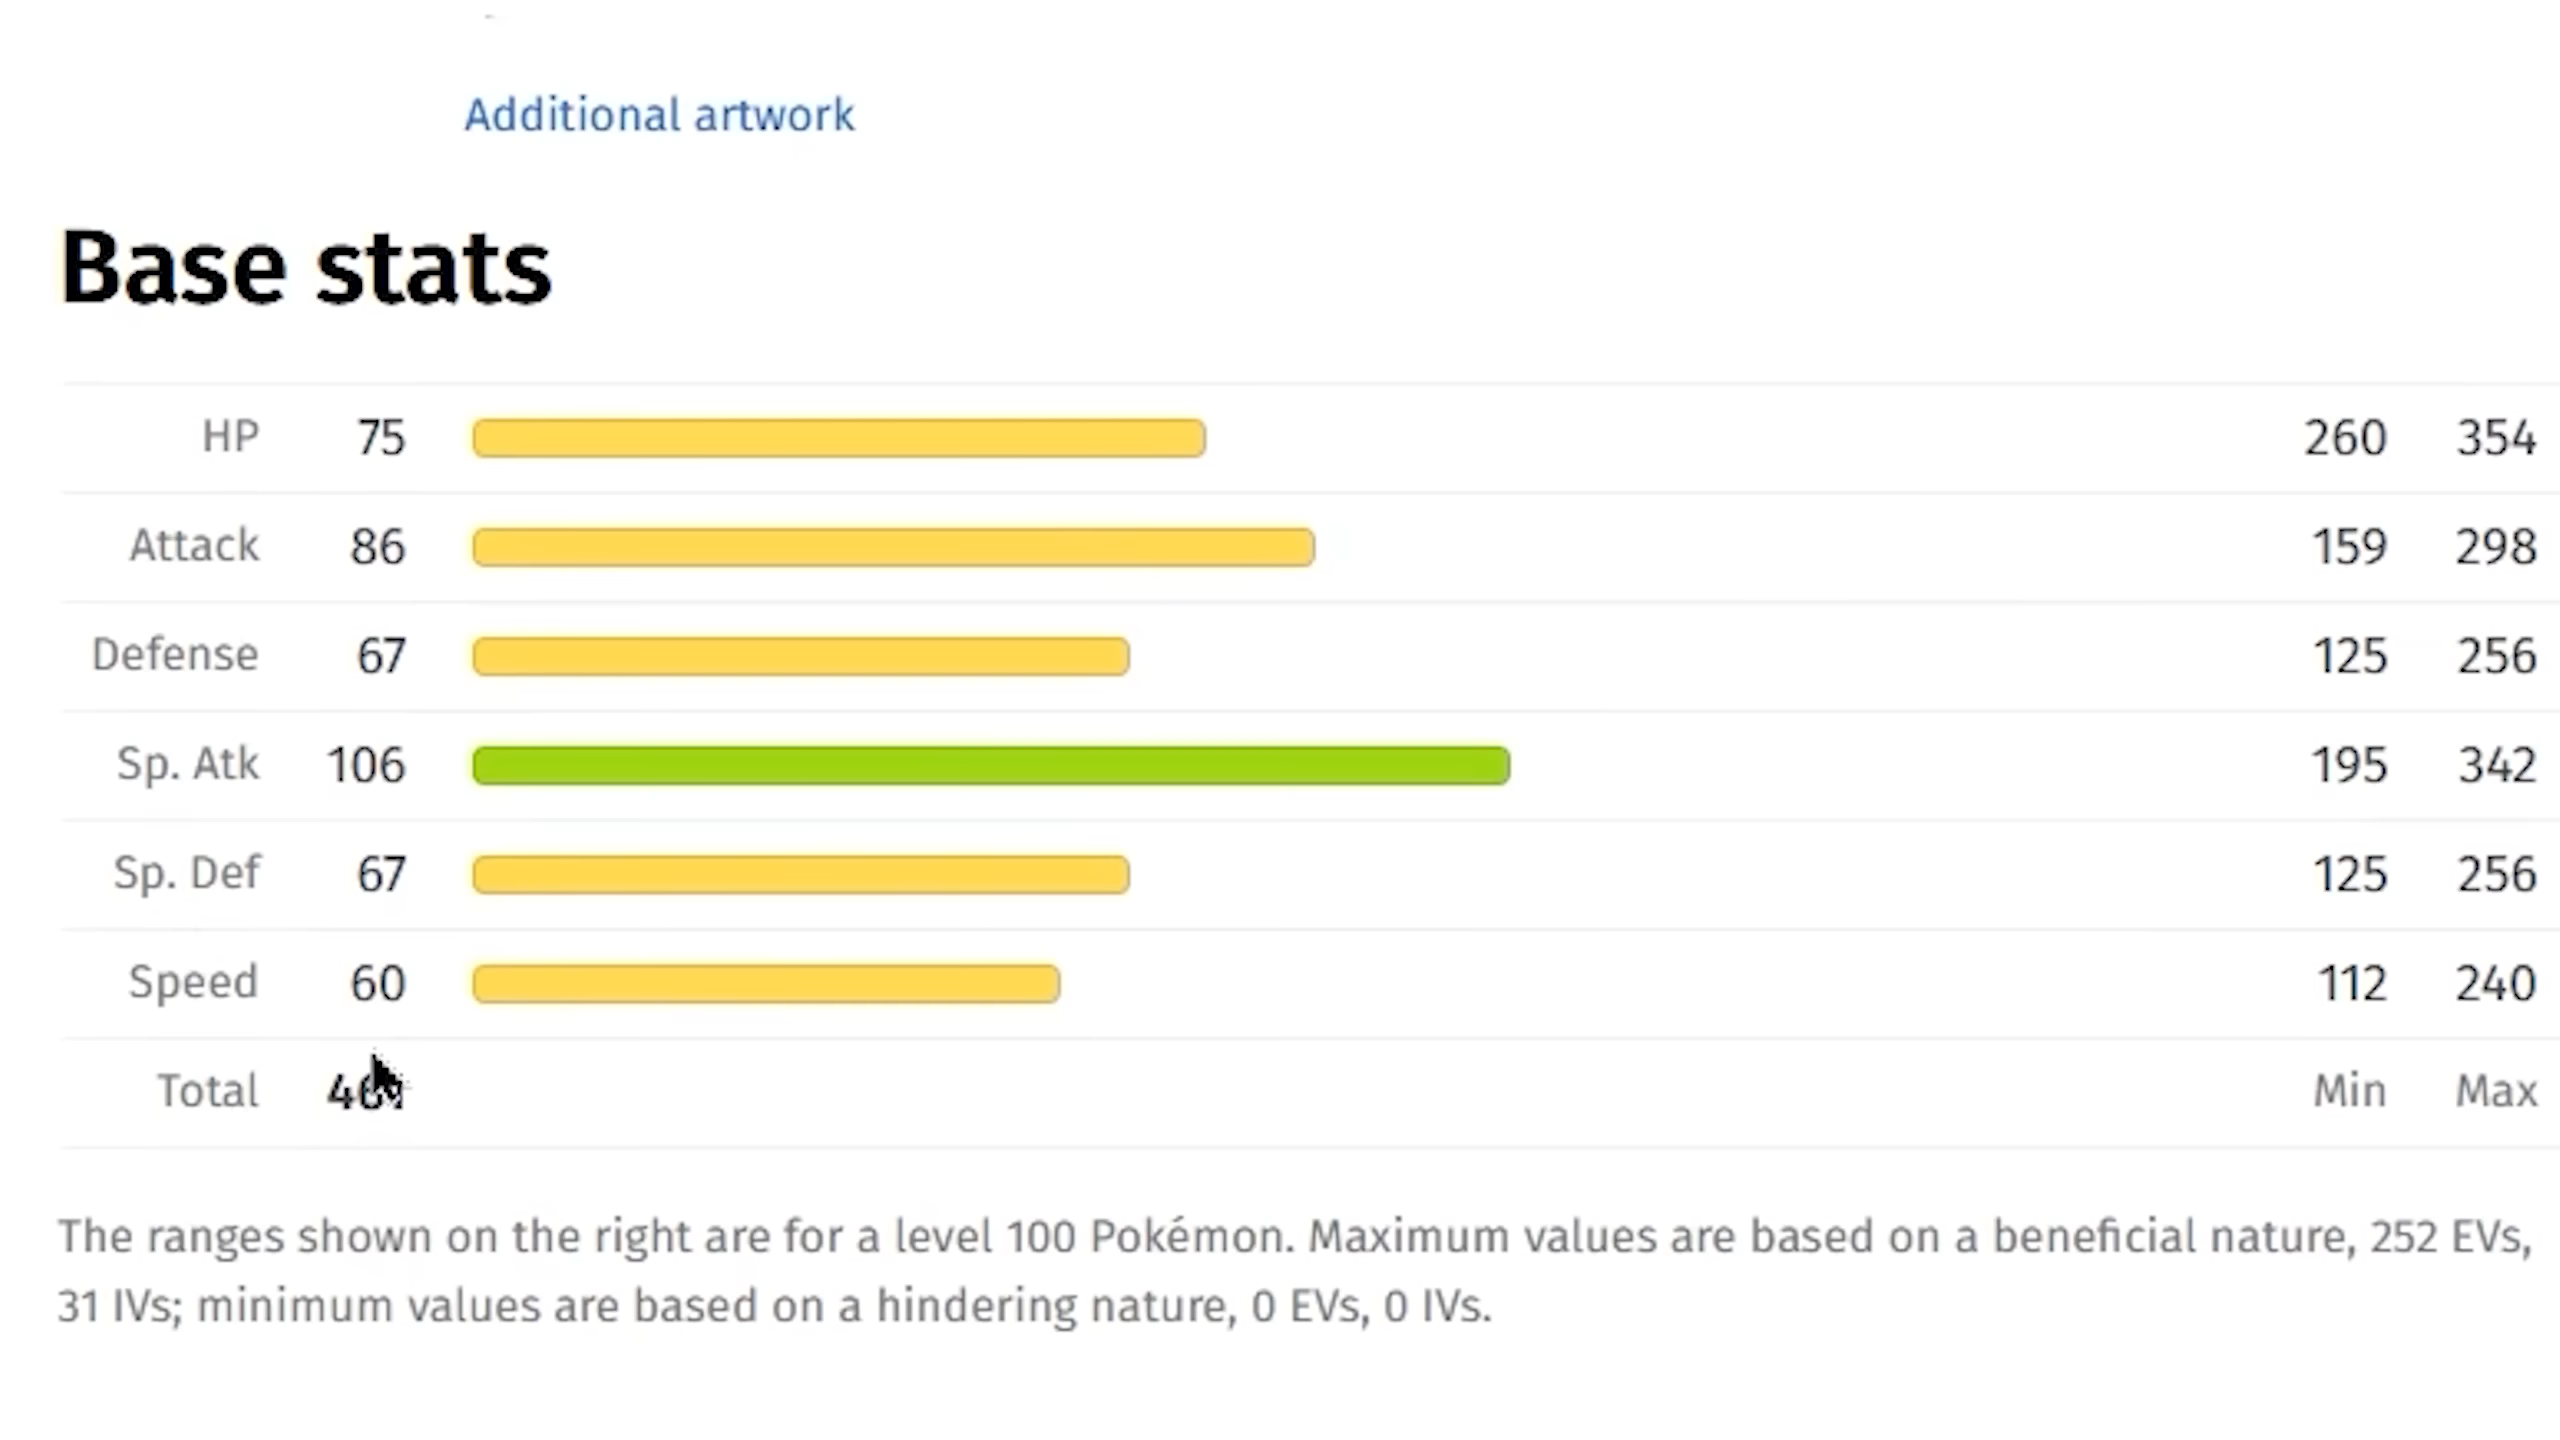 Additional artwork
Base stats
HP 75 260 354
Attack 86 159 298
Defense 67 125 256
Sp. Atk 106 195 342
Sp. Def 67 125 256
Speed 60 112 240
Total Min Max
The ranges shown on the right are for a level 100 Pokémon. Maximum values are based on a beneficial nature, 252 EVs,
31 IVs; minimum values are based on a hindering nature, 0 EVs, 0 IVs.